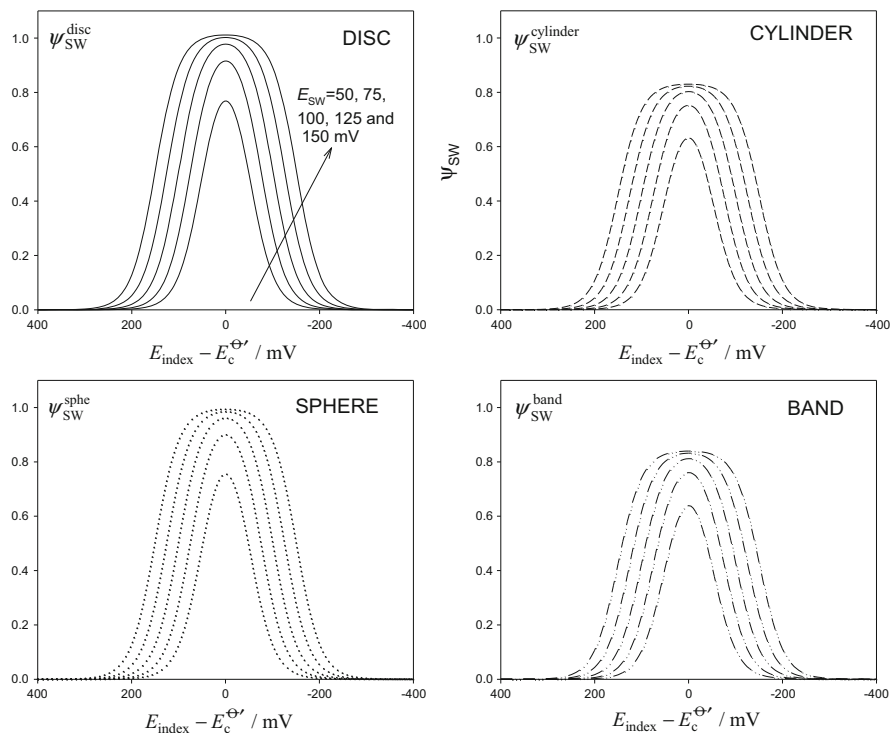 ψ_SW^disc DISC
E_SW=50, 75,
100, 125 and
150 mV
1.0
0.8
0.6
0.4
0.2
0.0
400 200 0 -200 -400
E_index − E_c^⊖′ / mV
ψ_SW^cylinder CYLINDER
ψ_SW
1.0
0.8
0.6
0.4
0.2
0.0
400 200 0 -200 -400
E_index − E_c^⊖′ / mV
ψ_SW^sphe SPHERE
1.0
0.8
0.6
0.4
0.2
0.0
400 200 0 -200 -400
E_index − E_c^⊖′ / mV
ψ_SW^band BAND
1.0
0.8
0.6
0.4
0.2
0.0
400 200 0 -200 -400
E_index − E_c^⊖′ / mV